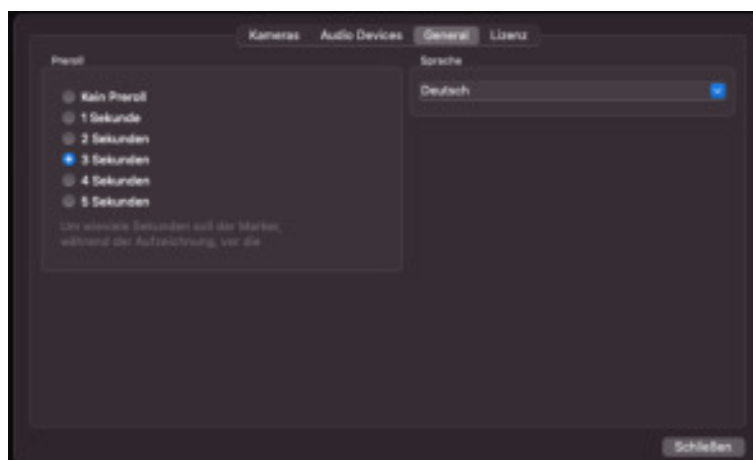 Kameras Audio Devices General Lizenz
Preroll
Kein Preroll
1 Sekunde
2 Sekunden
3 Sekunden
4 Sekunden
5 Sekunden
Um wieviele Sekunden soll der Marker,
während der Aufzeichnung, vor die
Sprache
Deutsch
Schließen